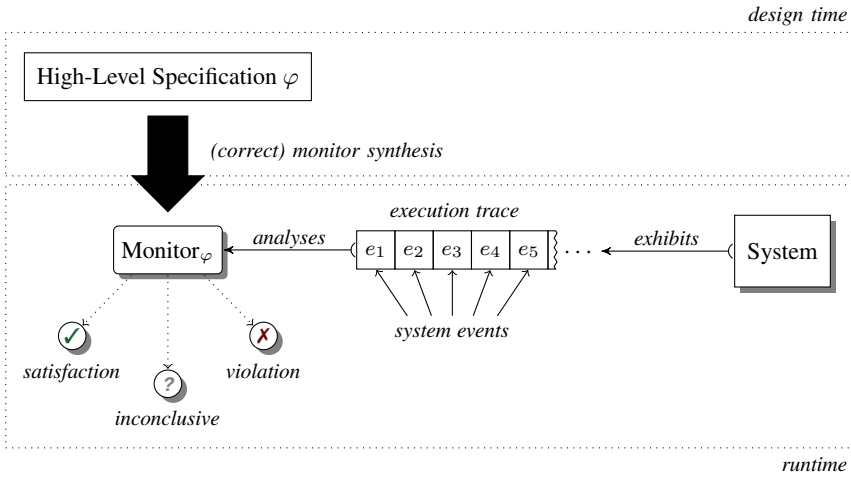 design time
High-Level Specification φ
(correct) monitor synthesis
execution trace
Monitorφ
analyses
e1 e2 e3 e4 e5 ...
exhibits
System
system events
✓
✗
satisfaction
violation
?
inconclusive
runtime